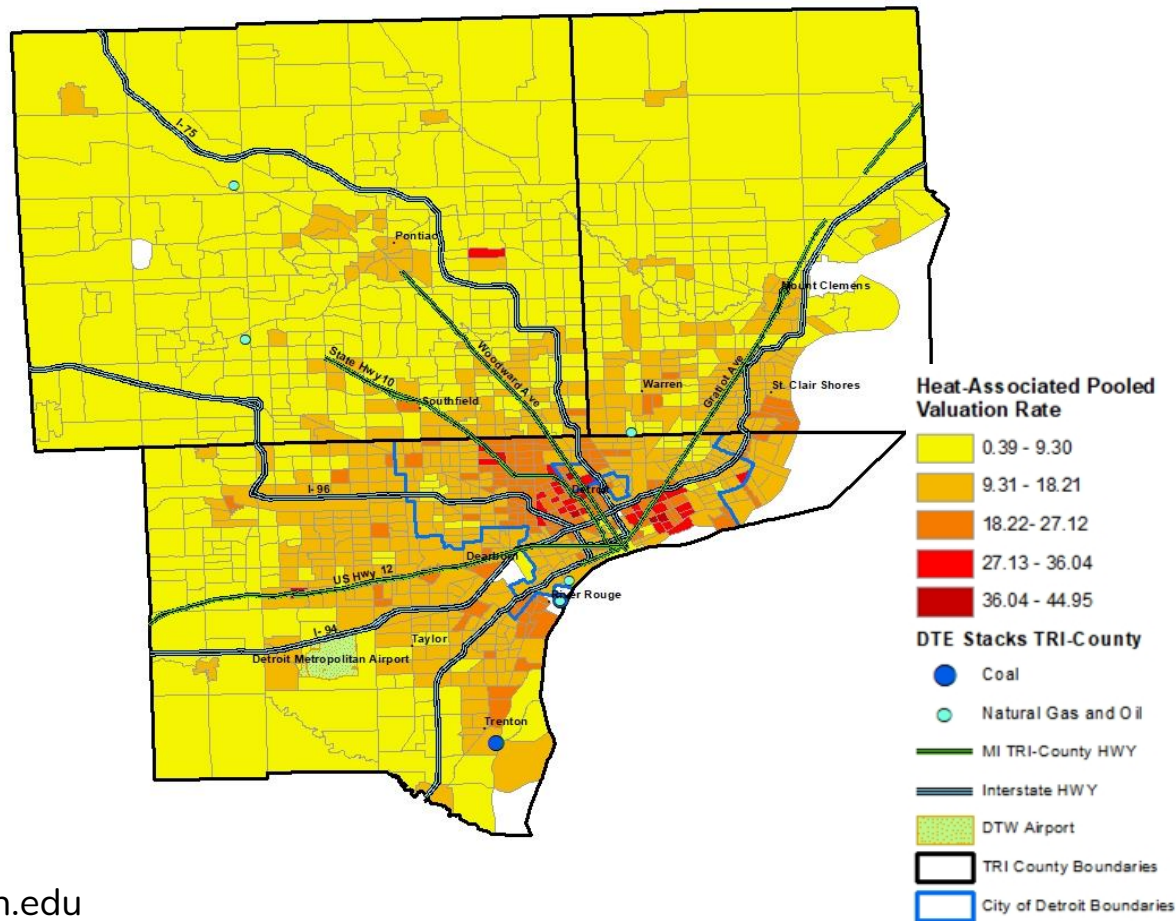 I-75
Pontiac
Mount Clemens
State Hwy 10
Woodward Ave
Gratiot Ave
Warren
St. Clair Shores
Southfield
Heat-Associated Pooled
Valuation Rate
0.39 - 9.30
9.31 - 18.21
18.22- 27.12
27.13 - 36.04
36.04 - 44.95
I-96
Detroit
Dearborn
US Hwy 12
River Rouge
I-94
Taylor
Detroit Metropolitan Airport
Trenton
DTE Stacks TRI-County
Coal
Natural Gas and Oil
MI TRI-County HWY
Interstate HWY
DTW Airport
TRI County Boundaries
City of Detroit Boundaries
n.edu